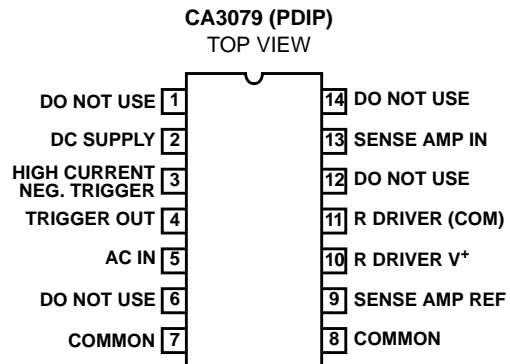 CA3079 (PDIP)
TOP VIEW
DO NOT USE 1
DC SUPPLY 2
HIGH CURRENT
NEG. TRIGGER 3
TRIGGER OUT 4
AC IN 5
DO NOT USE 6
COMMON 7
14 DO NOT USE
13 SENSE AMP IN
12 DO NOT USE
11 R DRIVER (COM)
10 R DRIVER V+
9 SENSE AMP REF
8 COMMON